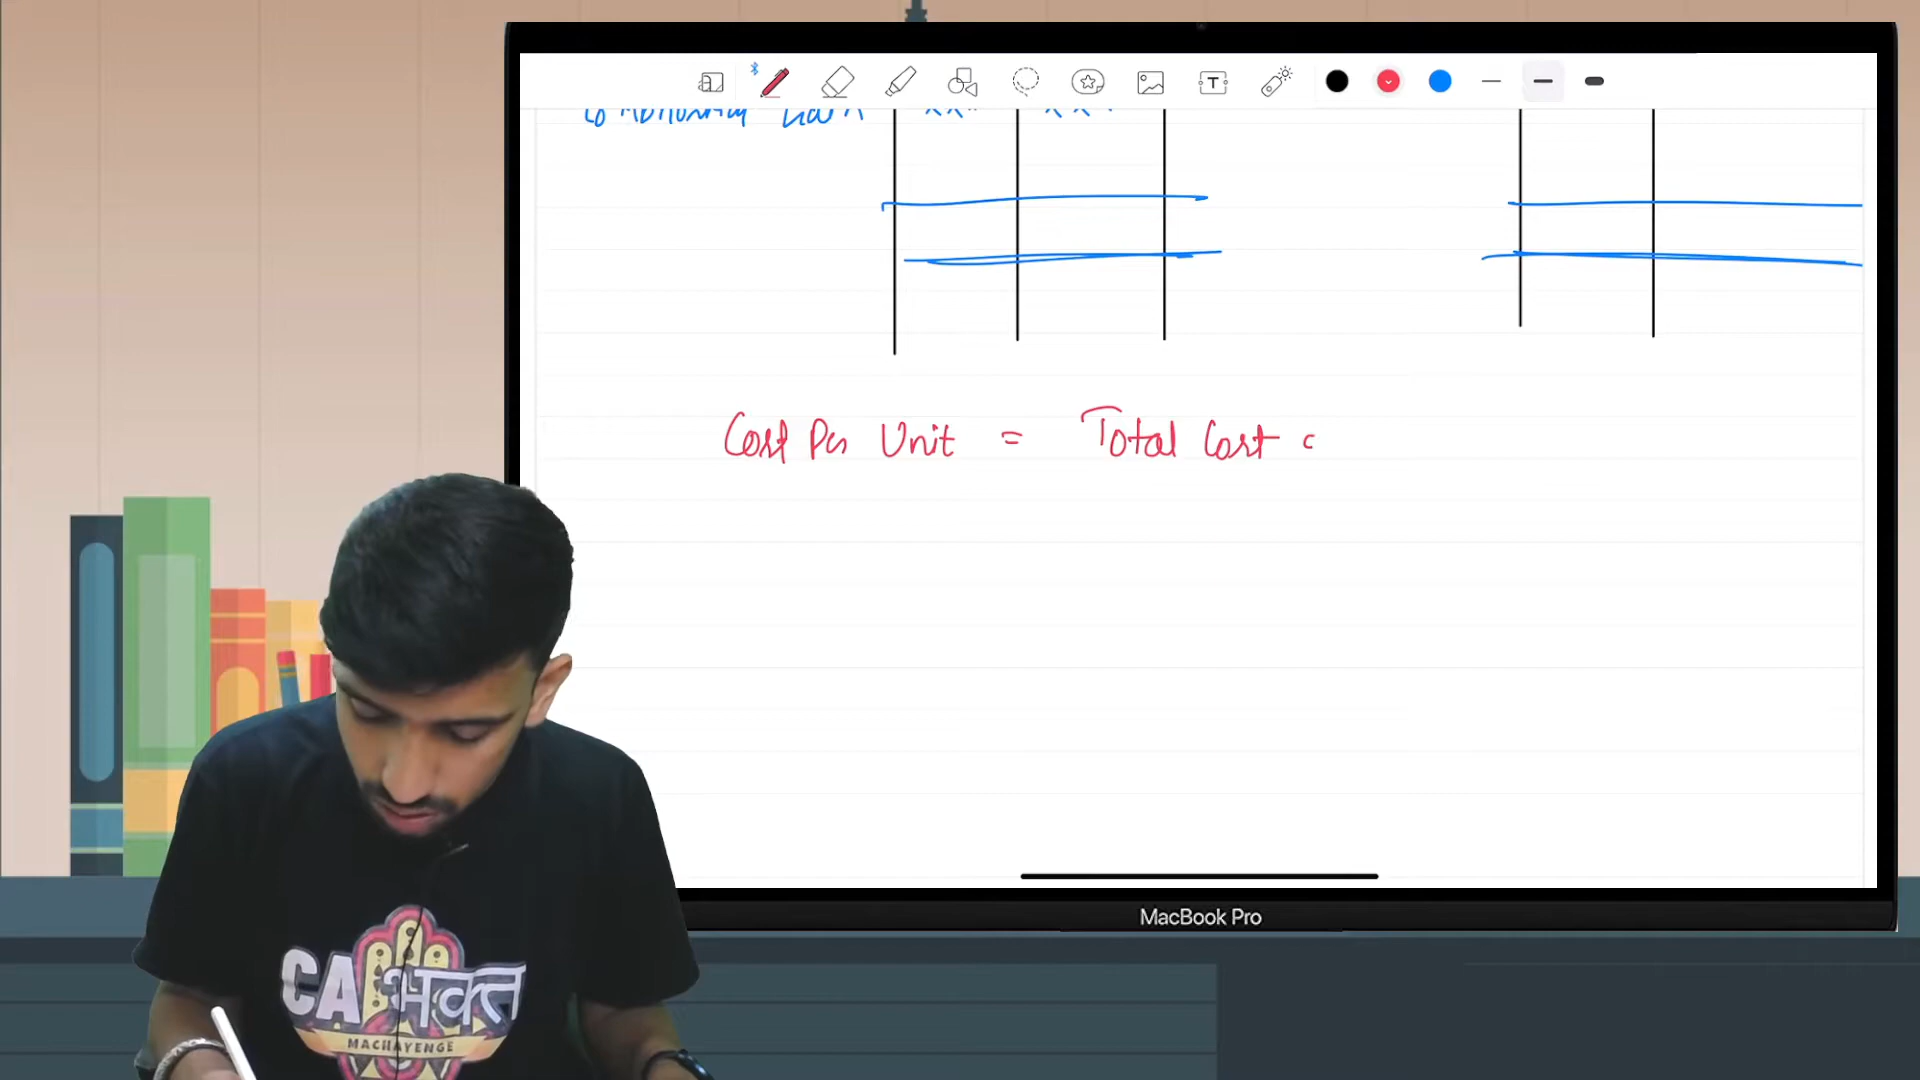 Cost Per Unit = Total Cost
MacBook Pro
CA भक्त
MACHAYENGE